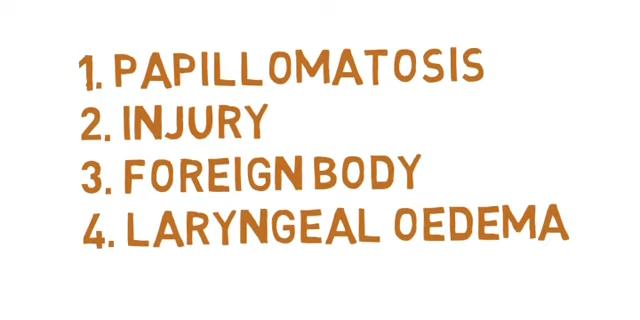 1. PAPILLOMATOSIS
2. INJURY
3. FOREIGN BODY
4. LARYNGEAL OEDEMA